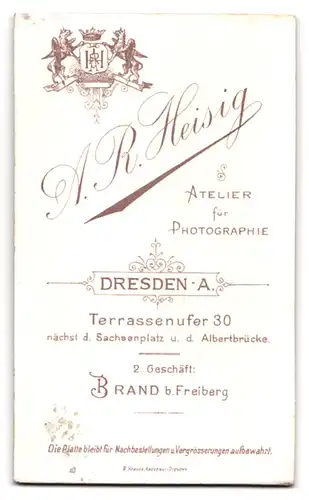 A. R. Heisig
ATELIER
für
PHOTOGRAPHIE
DRESDEN-A.
Terrassenufer 30
nächst d. Sachsenplatz u. d. Albertbrücke.
2. Geschäft:
BRAND b. Freiberg
Die Platte bleibt für Nachbestellungen u. Vergrösserungen aufbewahrt.